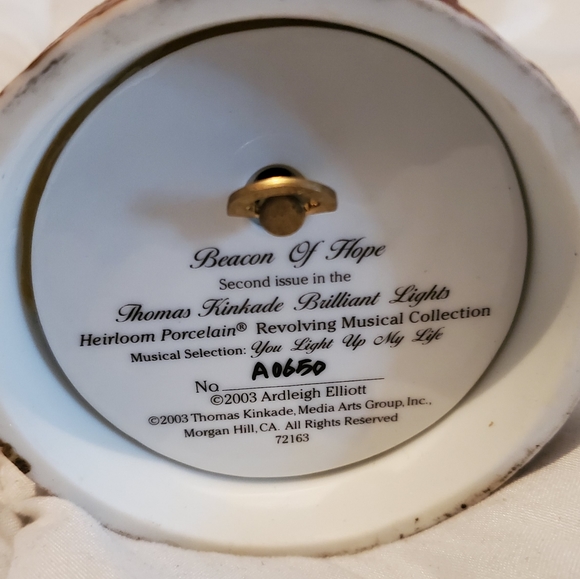 Beacon Of Hope
Second issue in the
Thomas Kinkade Brilliant Lights
Heirloom Porcelain® Revolving Musical Collection
Musical Selection: You Light Up My Life
No A0650
©2003 Ardleigh Elliott
©2003 Thomas Kinkade, Media Arts Group, Inc.,
Morgan Hill, CA. All Rights Reserved
72163